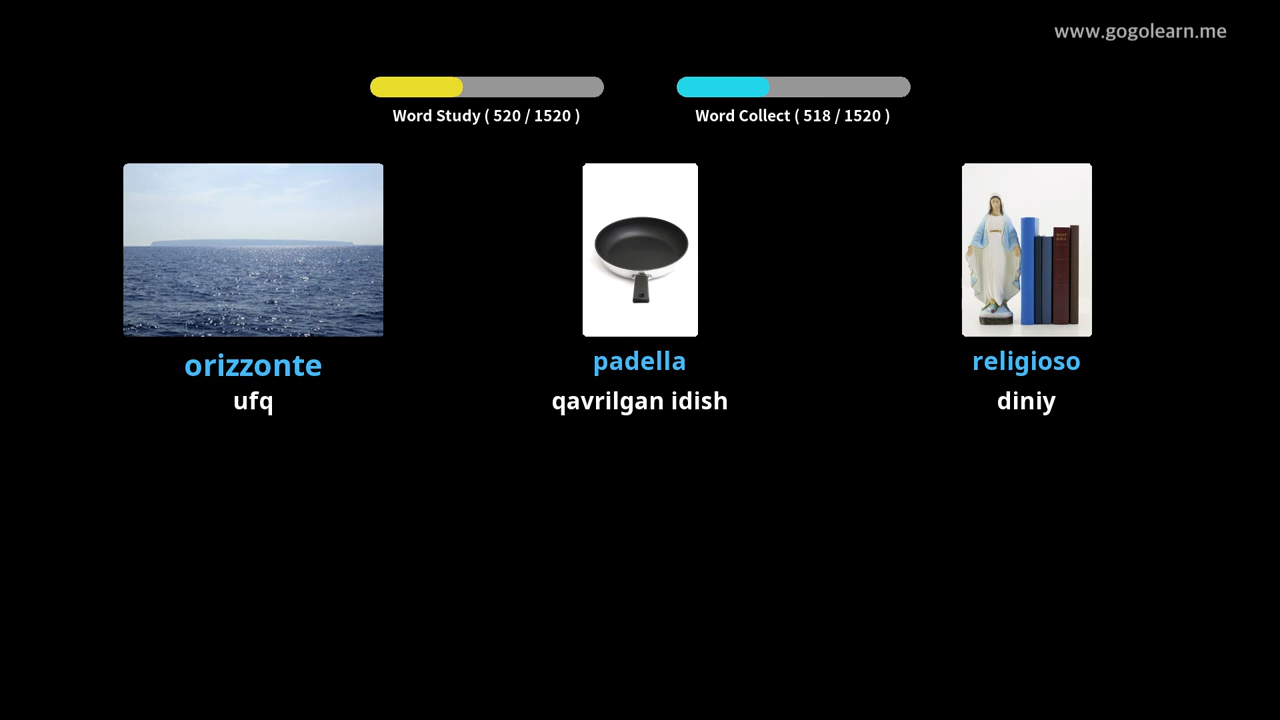 www.gogolearn.me
Word Study ( 520 / 1520 )
Word Collect ( 518 / 1520 )
orizzonte
ufq
padella
qavrilgan idish
religioso
diniy